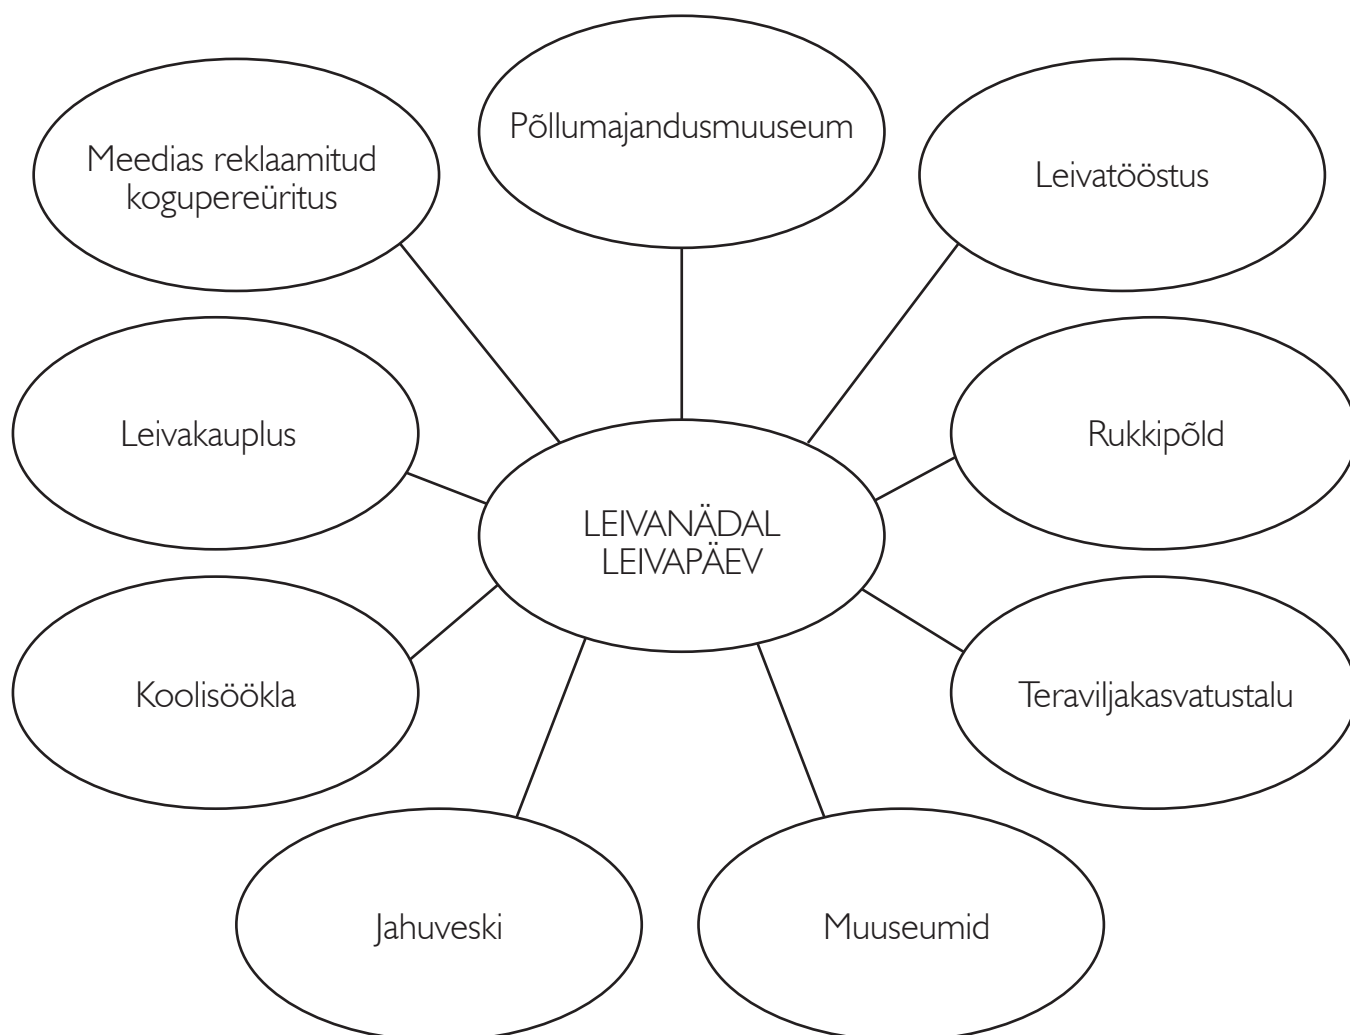 Põllumajandusmuuseum
Meedias reklaamitud
kogupereüritus
Leivatööstus
Leivakauplus
Rukkipõld
LEIVANÄDAL
LEIVAPÄEV
Koolisöökla
Teraviljakasvatustalu
Jahuveski
Muuseumid